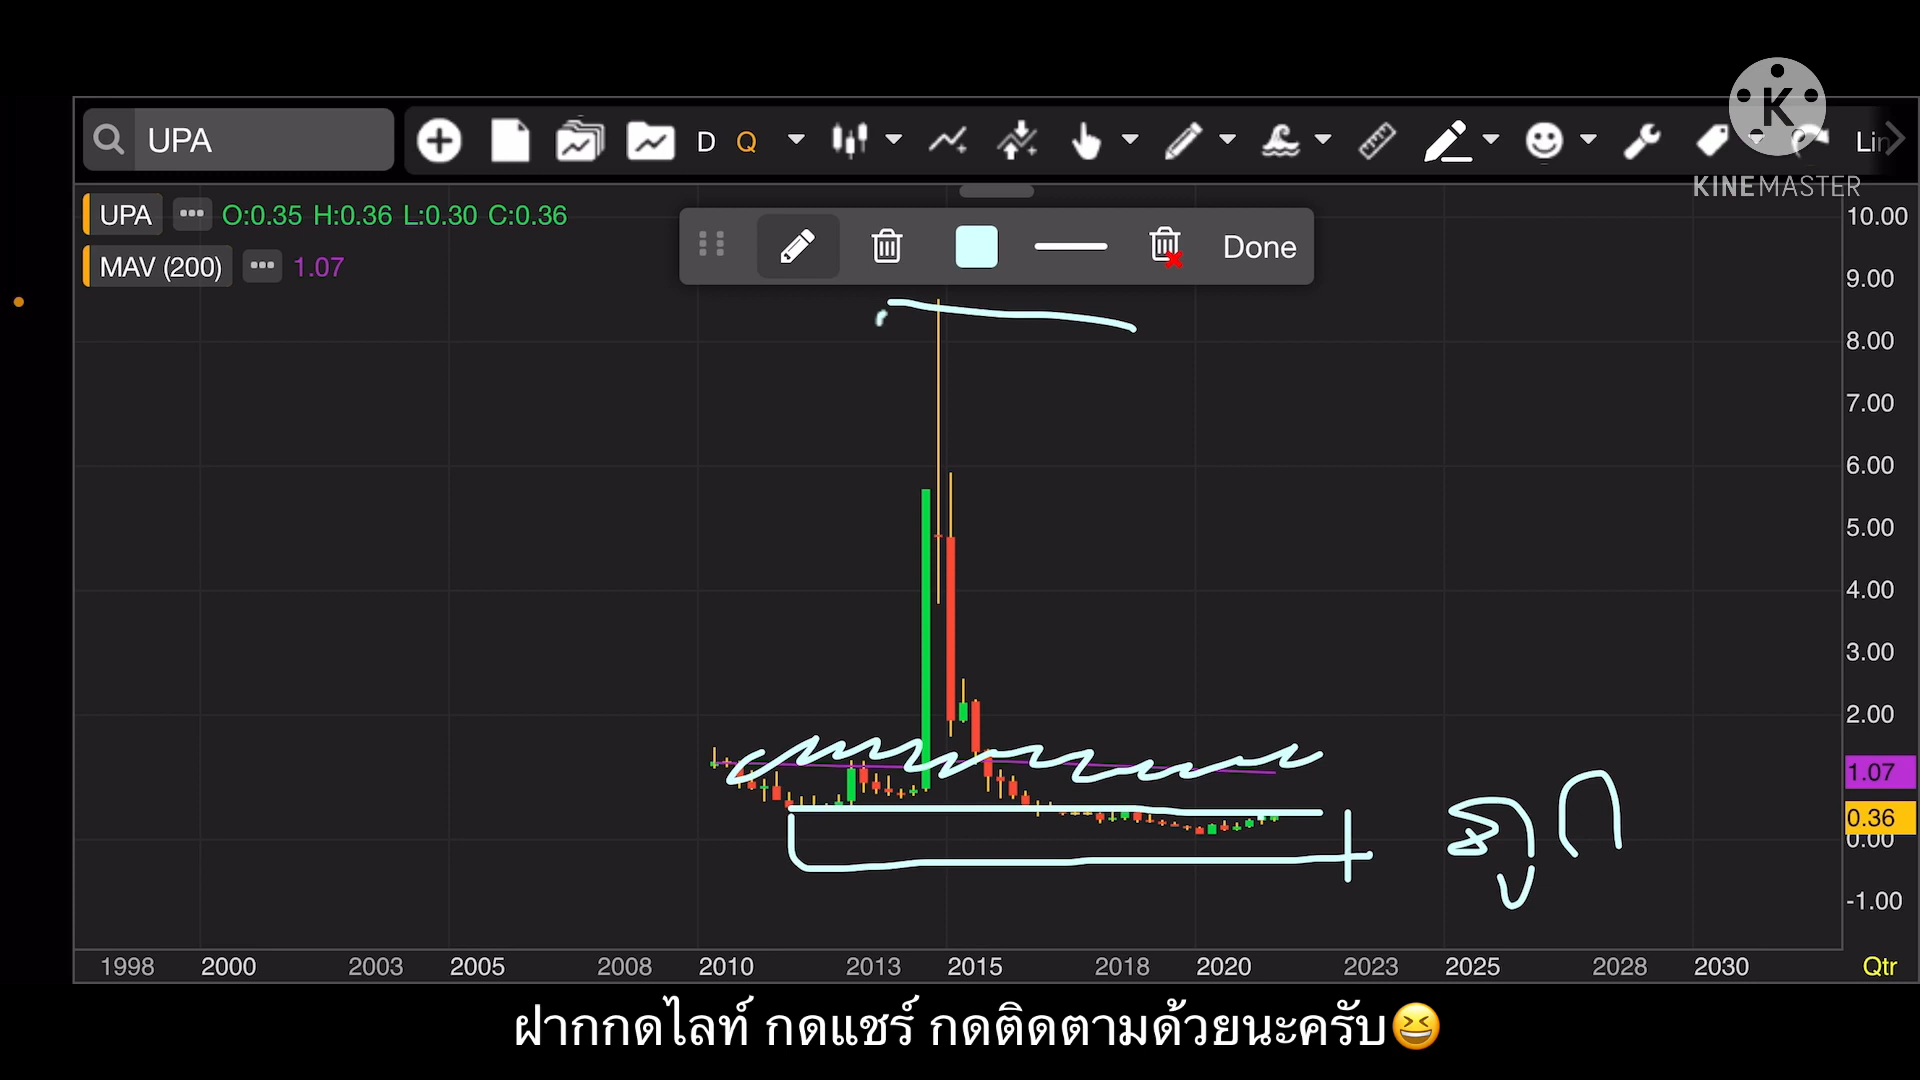 UPA D Q Lin
KINEMASTER
UPA O:0.35 H:0.36 L:0.30 C:0.36
MAV (200) 1.07
Done
10.00
9.00
8.00
7.00
6.00
5.00
4.00
3.00
2.00
1.07
0.36
0.00
-1.00
ถูก
1998 2000 2003 2005 2008 2010 2013 2015 2018 2020 2023 2025 2028 2030 Qtr
ฝากกดไลท์ กดแชร์ กดติดตามด้วยนะครับ😆